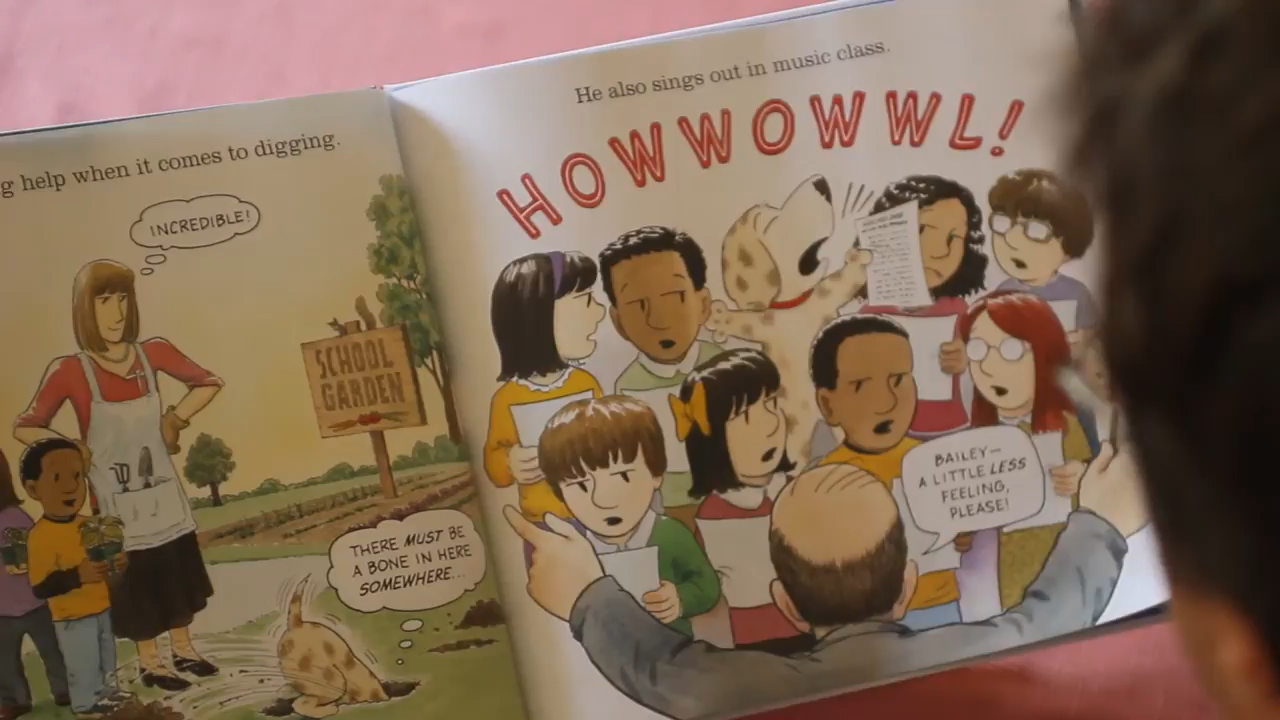 g help when it comes to digging.
INCREDIBLE!
SCHOOL
GARDEN
THERE MUST BE
A BONE IN HERE
SOMEWHERE...
He also sings out in music class.
HOWWOWWL!
BAILEY—
A LITTLE LESS
FEELING,
PLEASE!